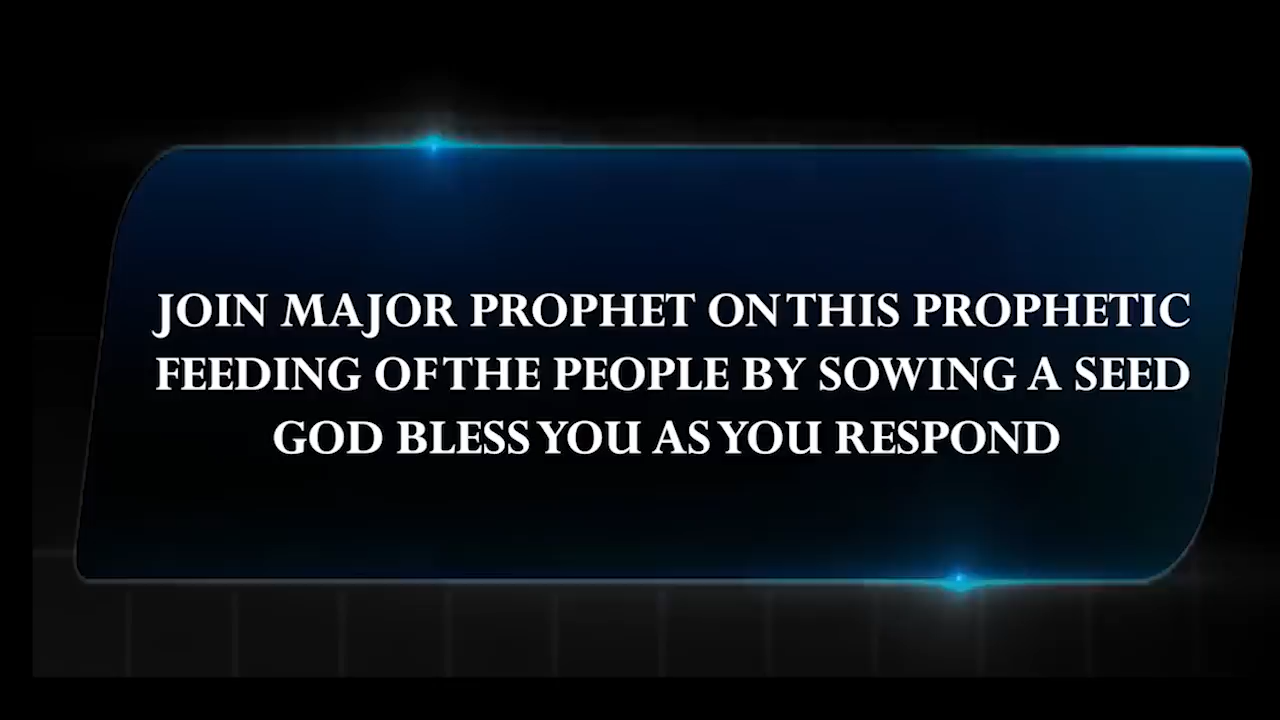 JOIN MAJOR PROPHET ON THIS PROPHETIC
FEEDING OF THE PEOPLE BY SOWING A SEED
GOD BLESS YOU AS YOU RESPOND